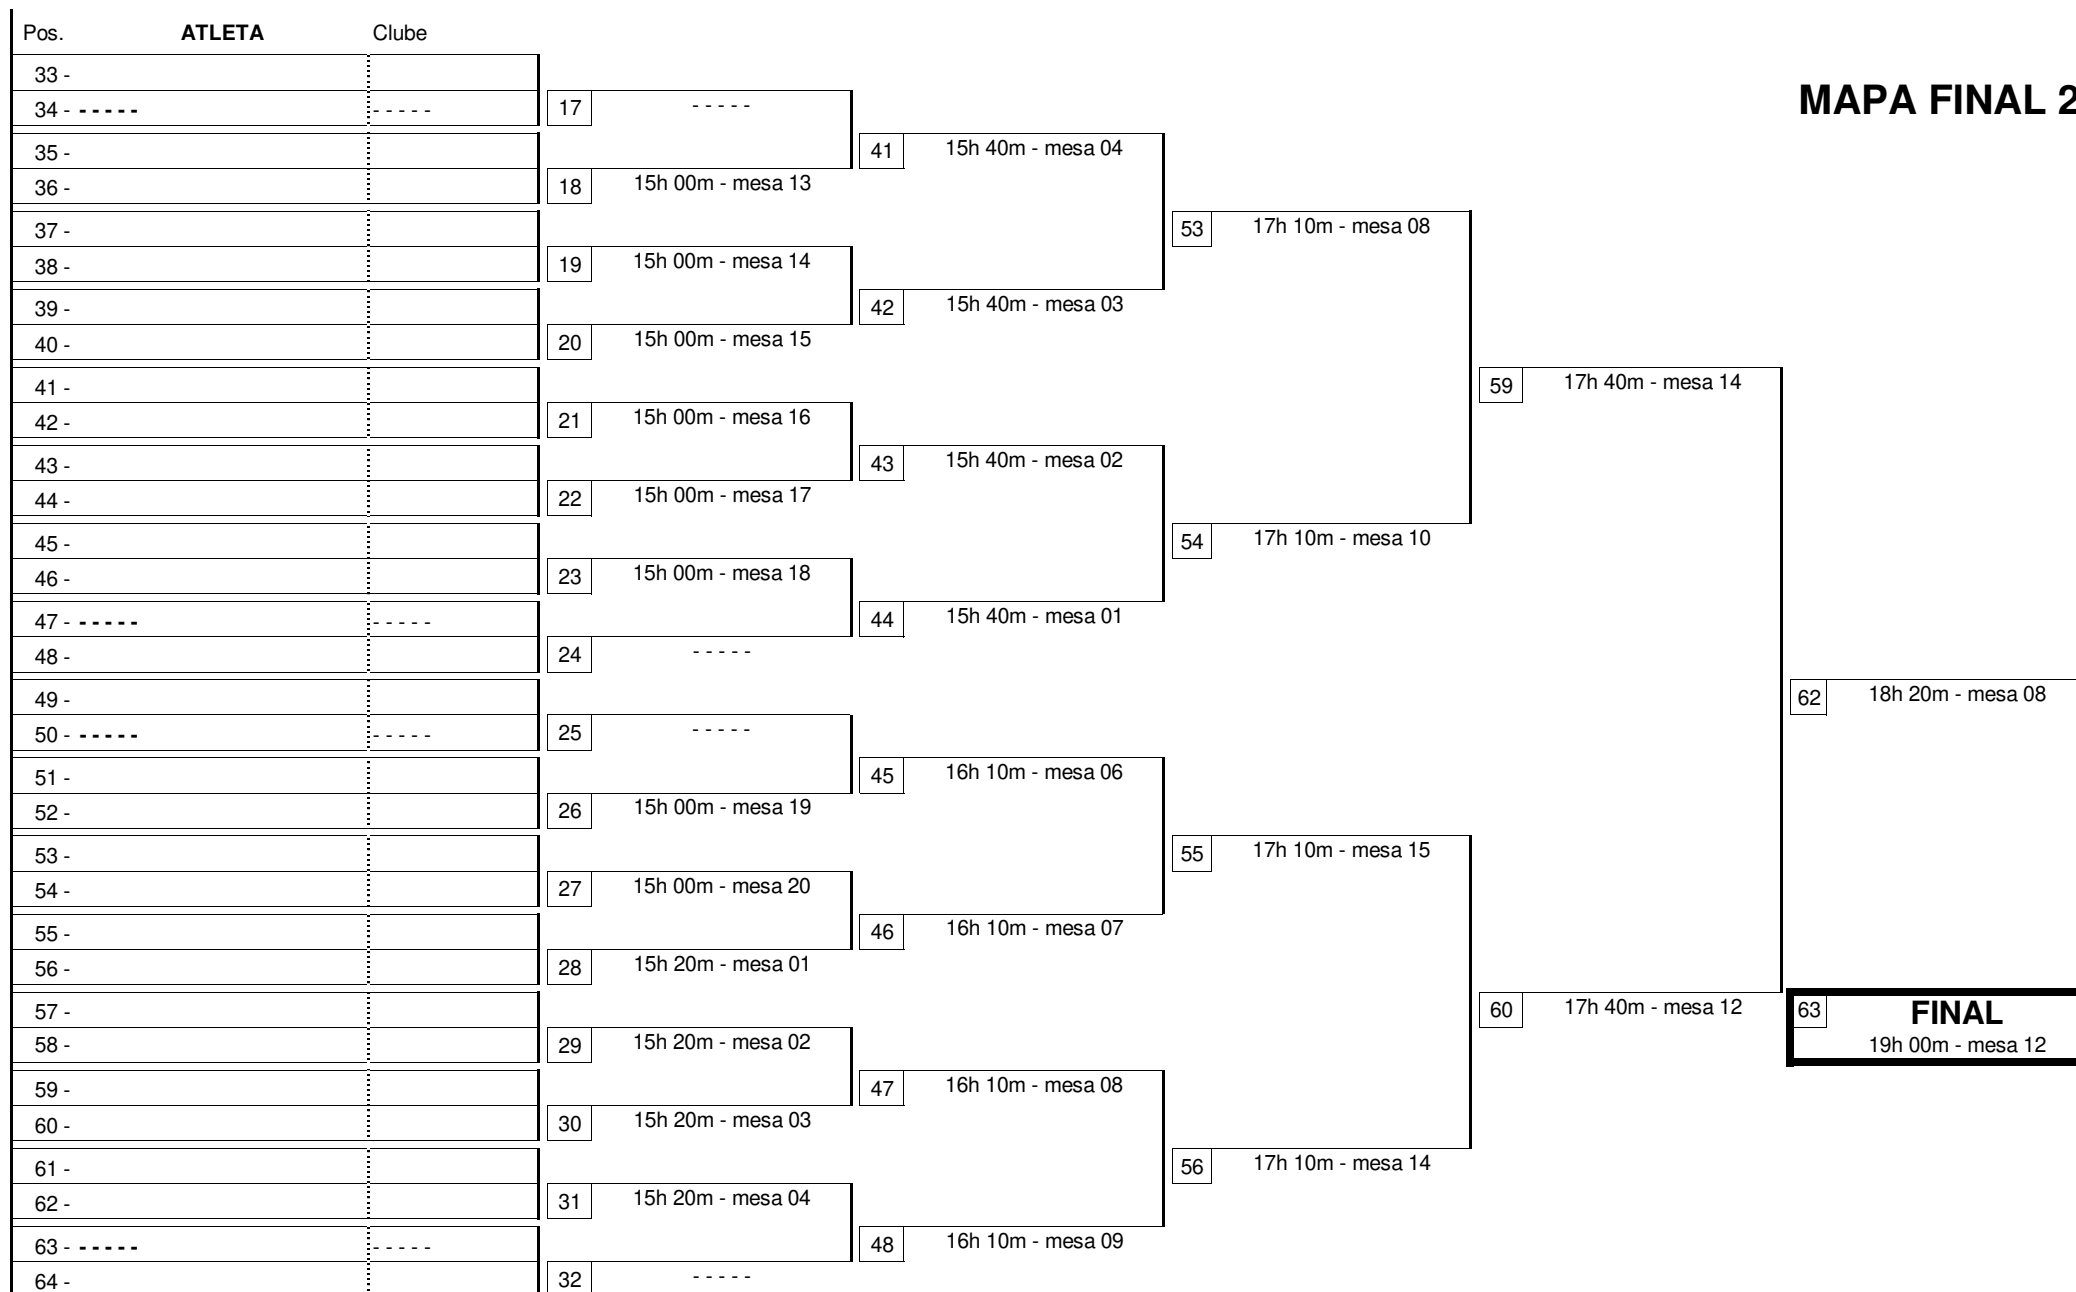 Pos. ATLETA Clube
33 -
MAPA FINAL 2
34 - - - - - - - - - - - 17 - - - - -
35 - 41 15h 40m - mesa 04
36 - 18 15h 00m - mesa 13
37 - 53 17h 10m - mesa 08
38 - 19 15h 00m - mesa 14
39 - 42 15h 40m - mesa 03
40 - 20 15h 00m - mesa 15
41 - 59 17h 40m - mesa 14
42 - 21 15h 00m - mesa 16
43 - 43 15h 40m - mesa 02
44 - 22 15h 00m - mesa 17
45 - 54 17h 10m - mesa 10
46 - 23 15h 00m - mesa 18
47 - - - - - - - - - - - 44 15h 40m - mesa 01
48 - 24 - - - - -
49 - 62 18h 20m - mesa 08
50 - - - - - - - - - - - 25 - - - - -
51 - 45 16h 10m - mesa 06
52 - 26 15h 00m - mesa 19
53 - 55 17h 10m - mesa 15
54 - 27 15h 00m - mesa 20
55 - 46 16h 10m - mesa 07
56 - 28 15h 20m - mesa 01
57 - 60 17h 40m - mesa 12 63 FINAL
58 - 29 15h 20m - mesa 02 19h 00m - mesa 12
59 - 47 16h 10m - mesa 08
60 - 30 15h 20m - mesa 03
61 - 56 17h 10m - mesa 14
62 - 31 15h 20m - mesa 04
63 - - - - - - - - - - - 48 16h 10m - mesa 09
64 - 32 - - - - -